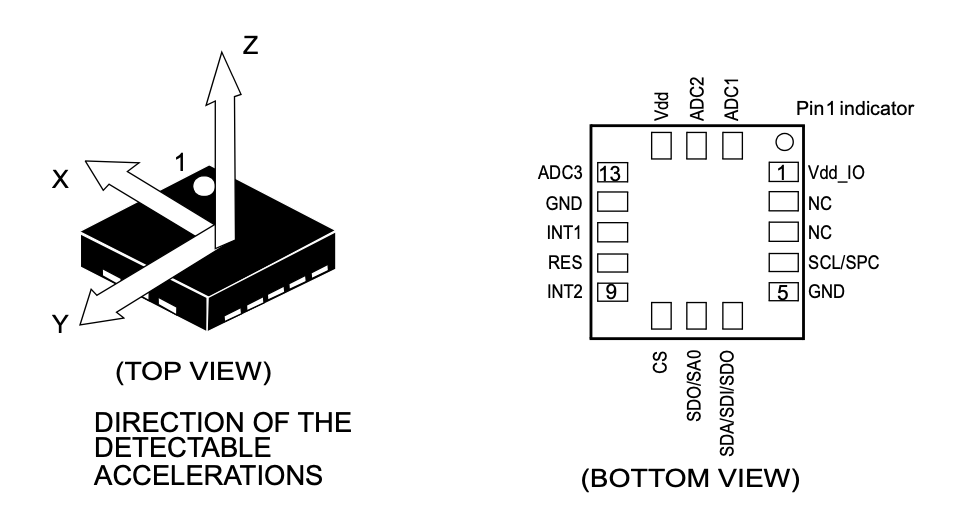 Z
X
1
Y
(TOP VIEW)
DIRECTION OF THE
DETECTABLE
ACCELERATIONS
Vdd
ADC2
ADC1
Pin1 indicator
ADC3 13 1 Vdd_IO
GND NC
INT1 NC
RES SCL/SPC
INT2 9 5 GND
CS
SDO/SA0
SDA/SDI/SDO
(BOTTOM VIEW)